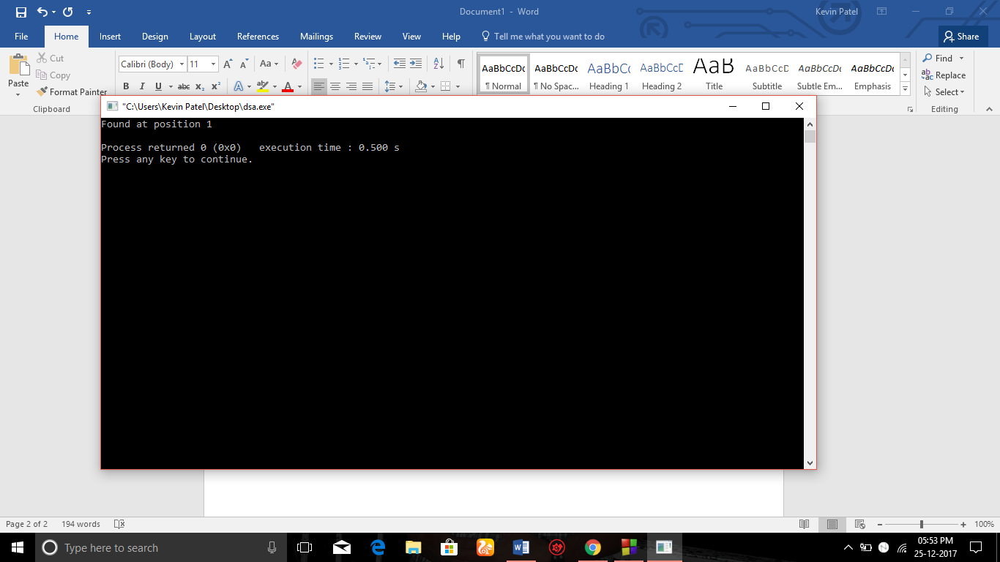 Document1 - Word
Kevin Patel
File Home Insert Design Layout References Mailings Review View Help Tell me what you want to do Share
Paste
Cut
Copy
Format Painter
Clipboard
Calibri (Body) 11 Aa
B I U abc x₂ x² A ab A
AaBbCcDc AaBbCcDc AaBbCc AaBbCcD AaB AaBbCcD AaBbCcDc AaBbCcDc
¶ Normal ¶ No Spac... Heading 1 Heading 2 Title Subtitle Subtle Em... Emphasis
Find
Replace
Select
Editing
"C:\Users\Kevin Patel\Desktop\dsa.exe"
Found at position 1
Process returned 0 (0x0)   execution time : 0.500 s
Press any key to continue.
Page 2 of 2 194 words
100%
Type here to search
05:53 PM
25-12-2017